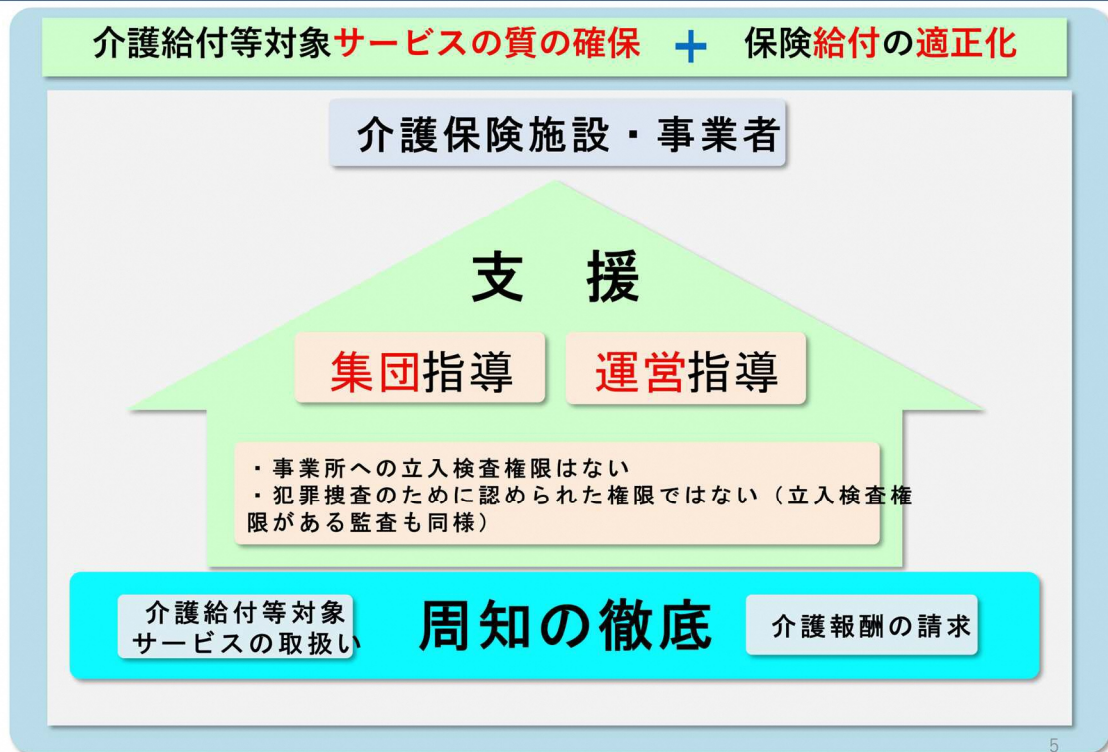 介護給付等対象サービスの質の確保 + 保険給付の適正化
介護保険施設・事業者
支 援
集団指導 運営指導
・事業所への立入検査権限はない
・犯罪捜査のために認められた権限ではない（立入検査権
限がある監査も同様）
介護給付等対象
サービスの取扱い
周知の徹底
介護報酬の請求
5